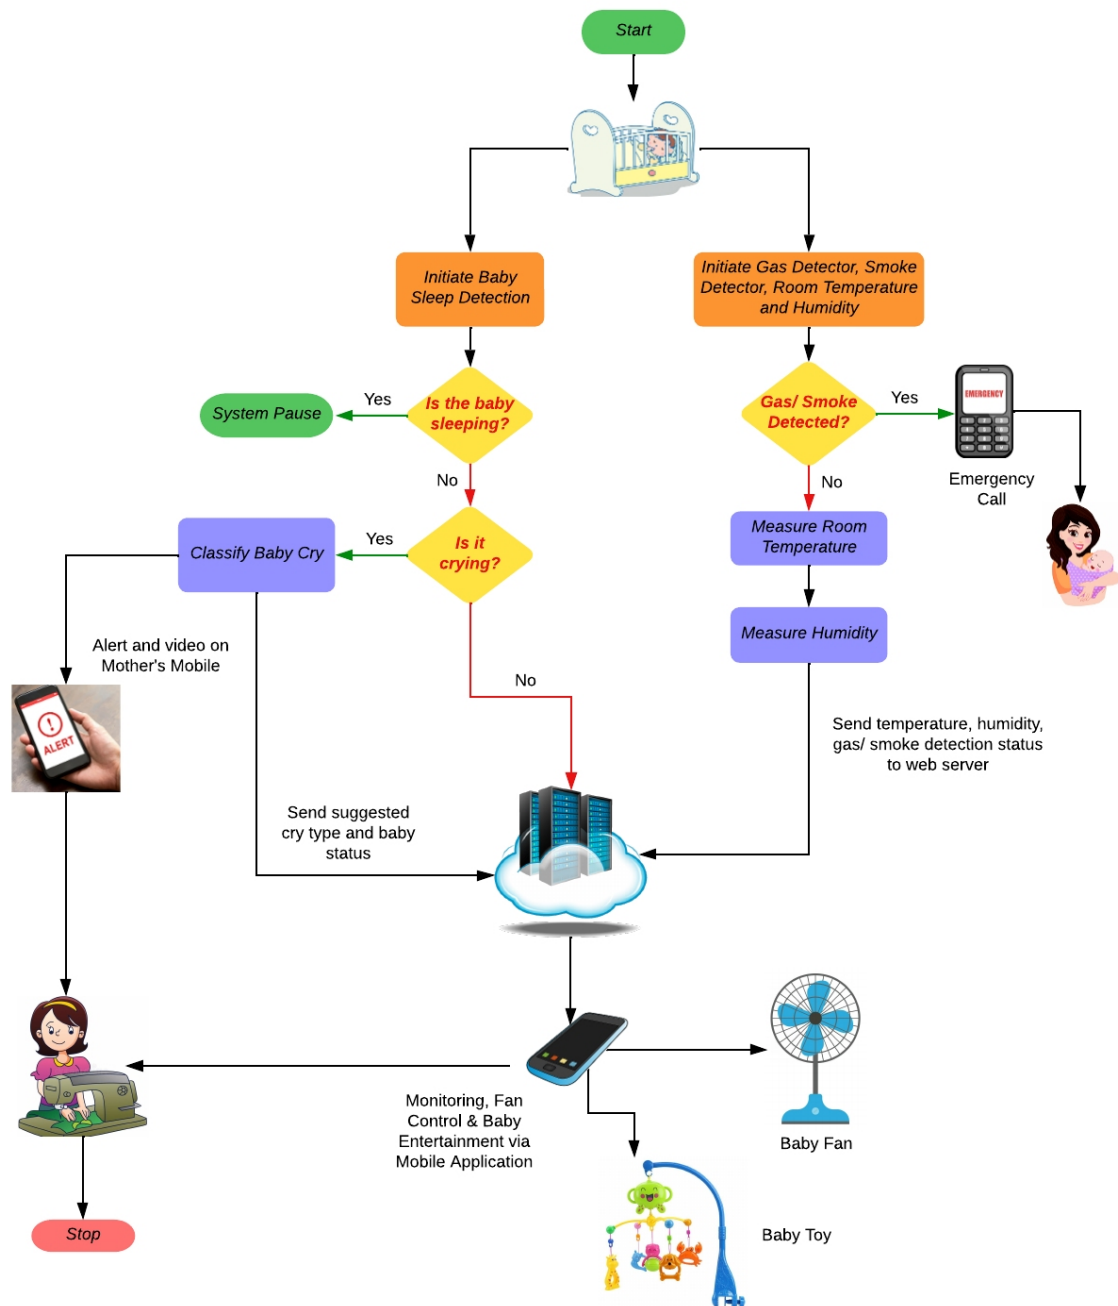 Start
Initiate Baby
Sleep Detection
Initiate Gas Detector, Smoke
Detector, Room Temperature
and Humidity
System Pause
Yes
Is the baby
sleeping?
Gas/ Smoke
Detected?
Yes
EMERGENCY
Emergency
Call
No
No
Classify Baby Cry
Yes
Is it
crying?
Measure Room
Temperature
Measure Humidity
Alert and video on
Mother's Mobile
ALERT
No
Send temperature, humidity,
gas/ smoke detection status
to web server
Send suggested
cry type and baby
status
Monitoring, Fan
Control & Baby
Entertainment via
Mobile Application
Baby Fan
Stop
Baby Toy